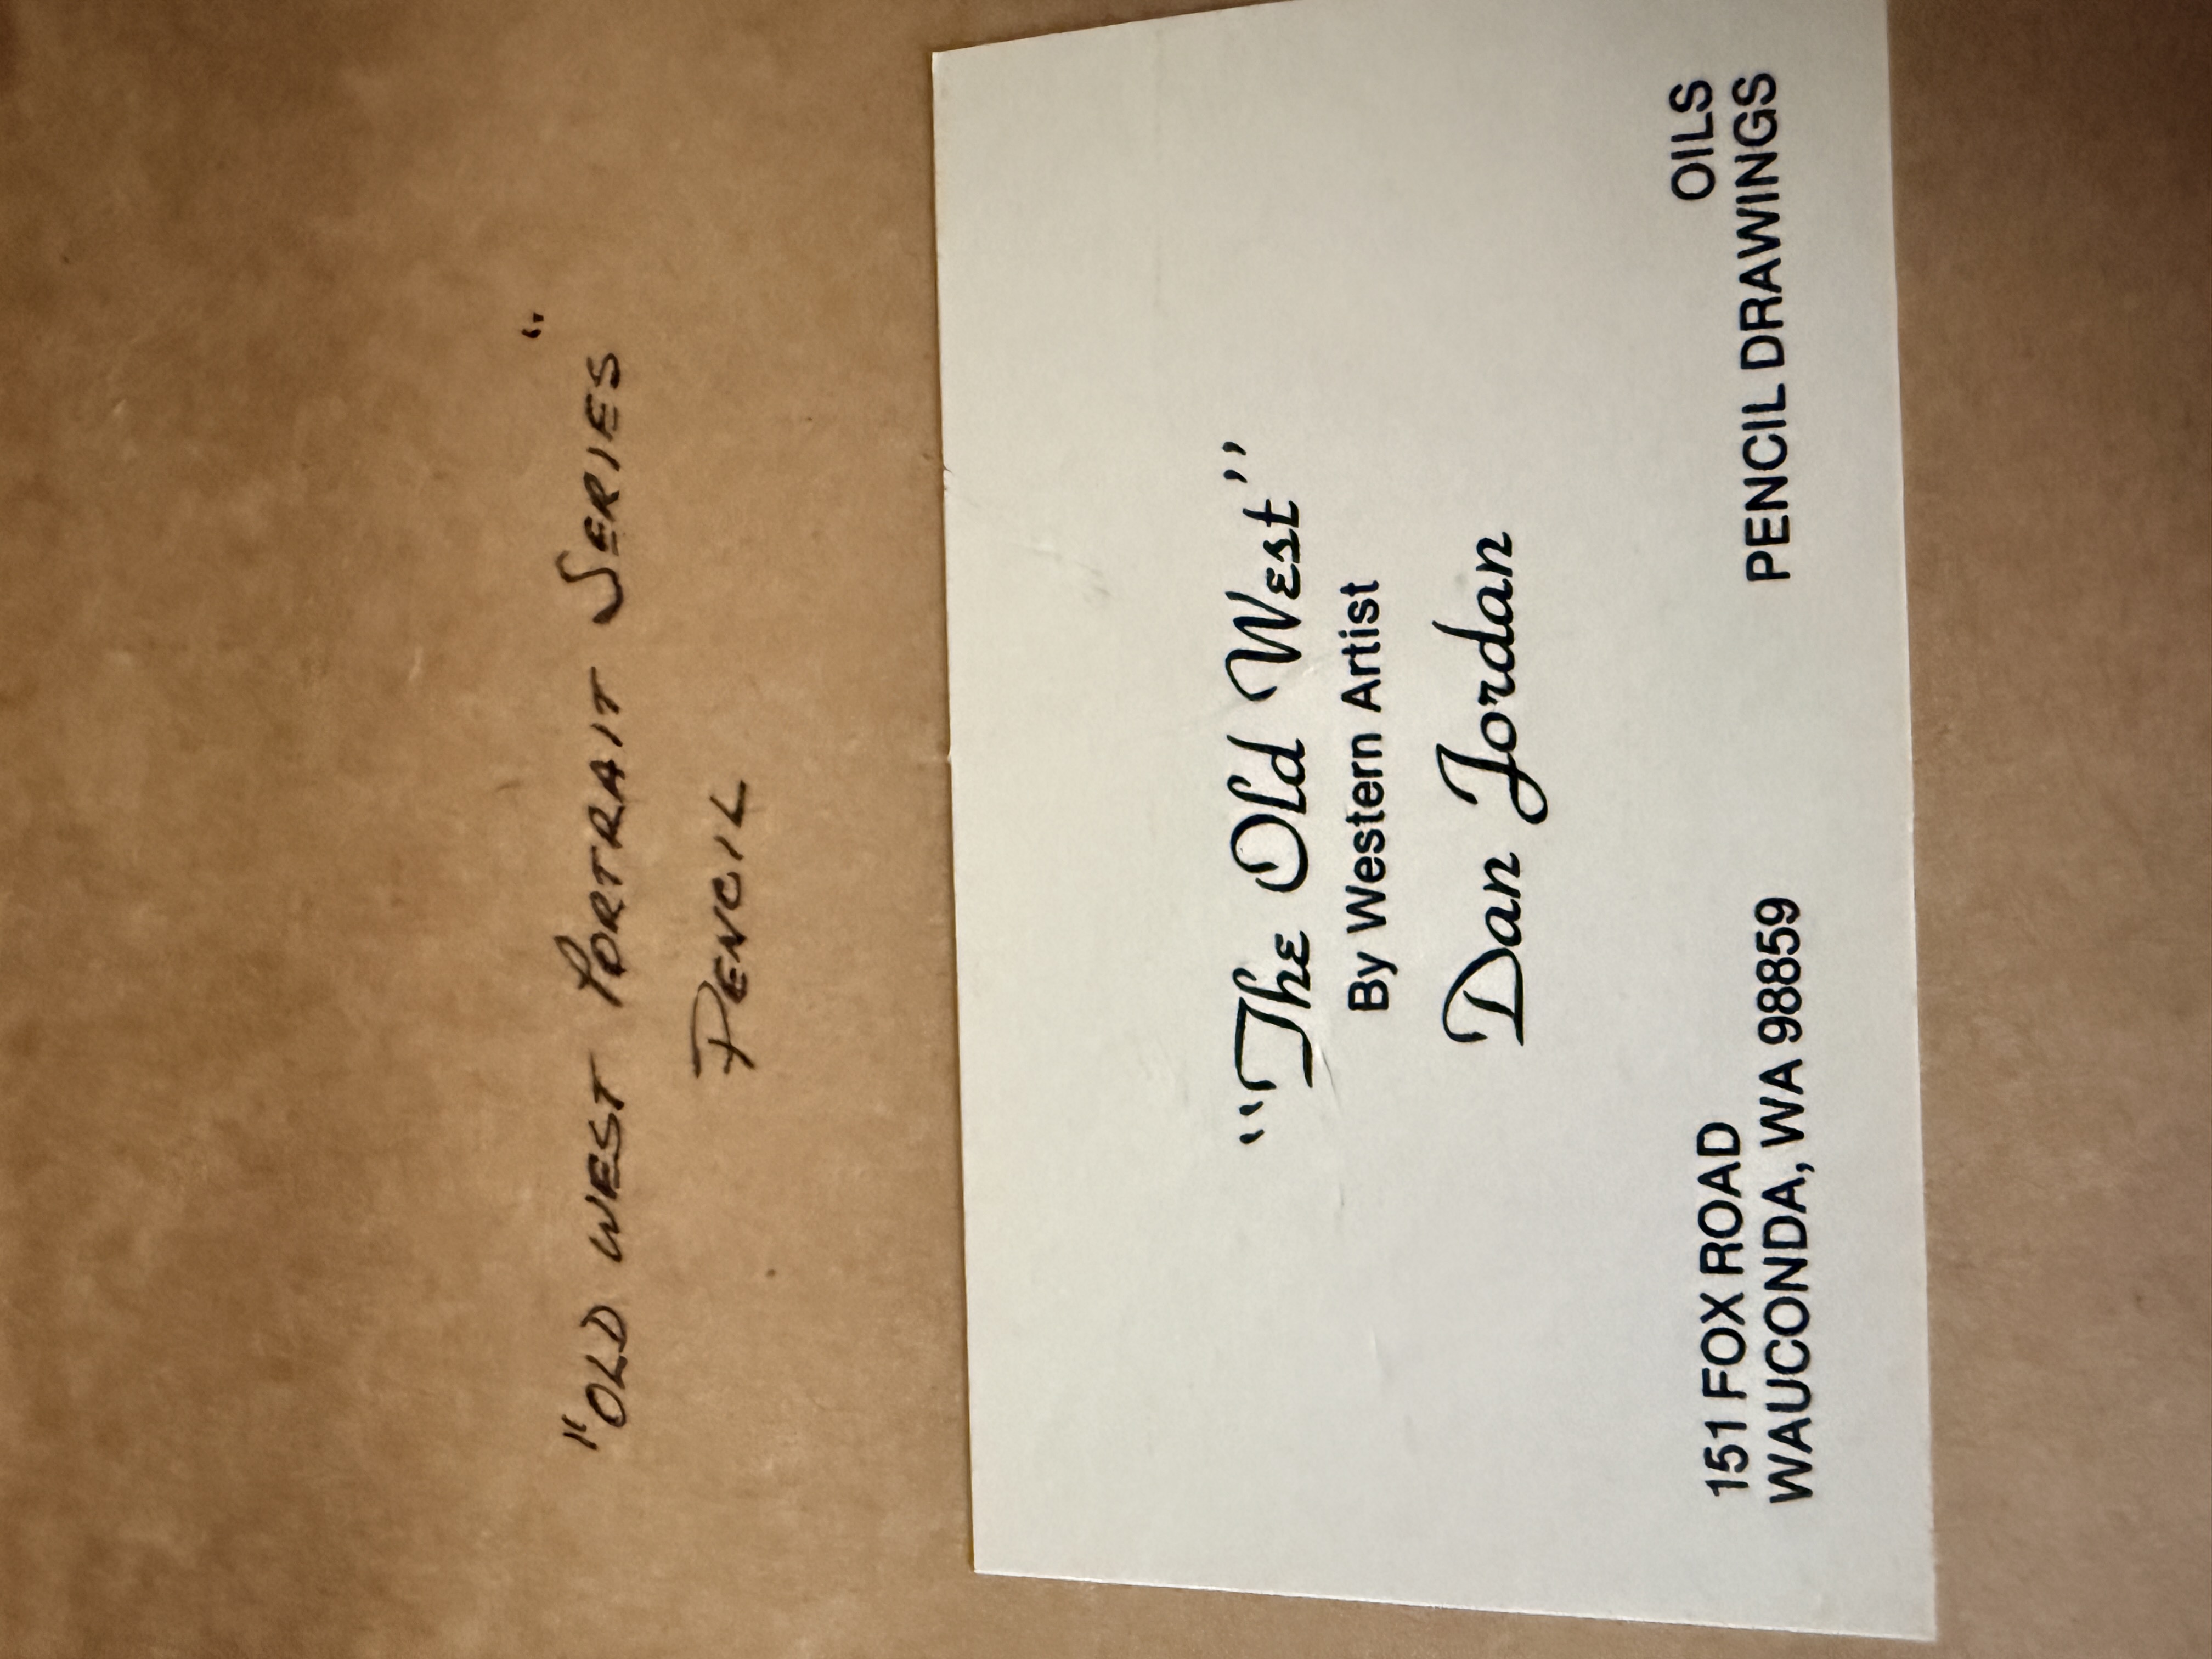 "OLD WEST PORTRAIT SERIES"
PENCIL
"The Old West"
By Western Artist
Dan Jordan
OILS
151 FOX ROAD
PENCIL DRAWINGS
WAUCONDA, WA 98859